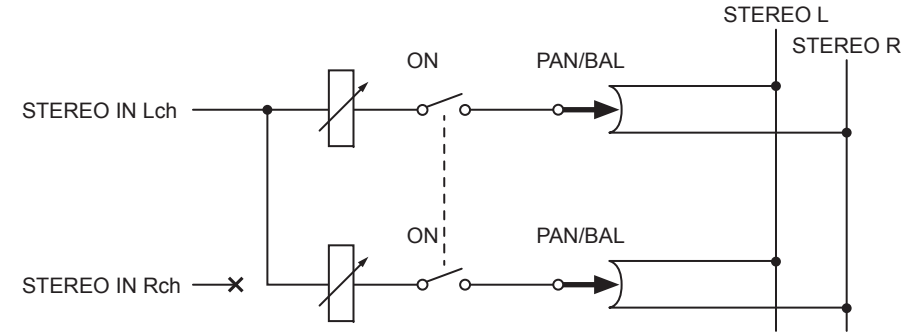 STEREO L
STEREO R
ON
PAN/BAL
STEREO IN Lch
ON
PAN/BAL
STEREO IN Rch